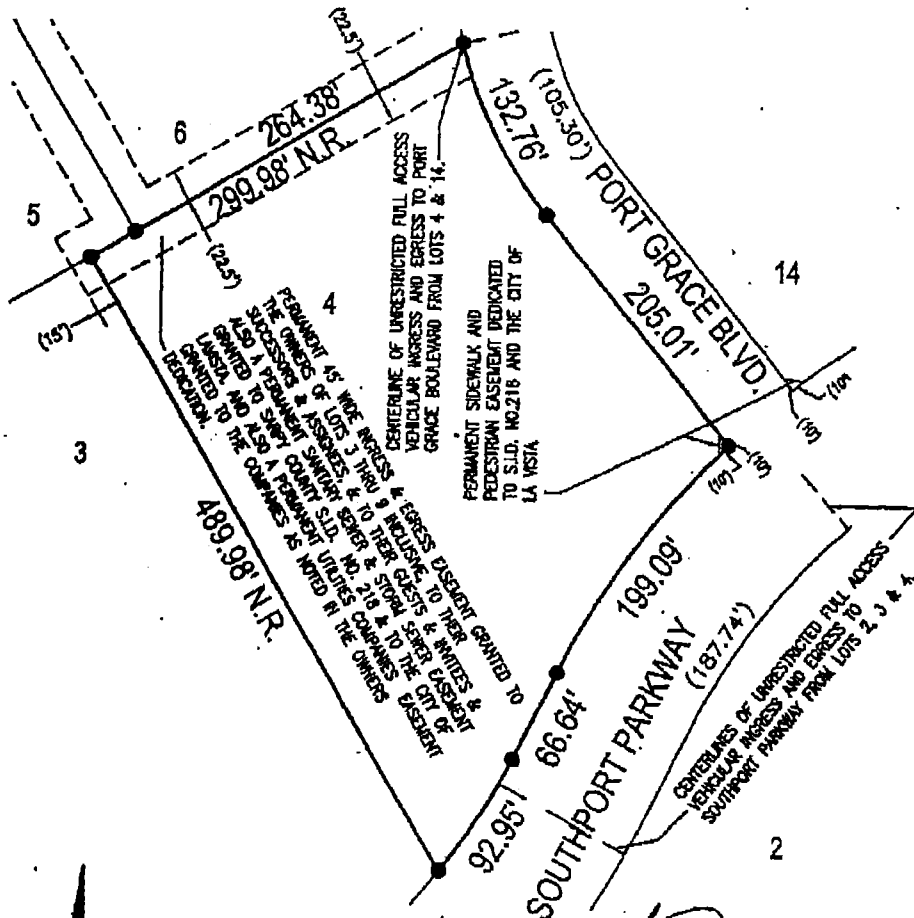 (22.5')
6
264.38'
299.98' N.R.
(22.5')
5
(15')
132.76'
(105.30')
PORT GRACE BLVD.
205.01'
14
4
3
CENTERLINE OF UNRESTRICTED FULL ACCESS
VEHICULAR INGRESS AND EGRESS TO PORT
GRACE BOULEVARD FROM LOTS 4 & 14.
PERMANENT SIDEWALK AND
PEDESTRIAN EASEMENT DEDICATED
TO S.I.D. NO.216 AND THE CITY OF
LA VISTA
PERMANENT 45' WIDE INGRESS & EGRESS EASEMENT GRANTED TO
THE OWNERS OF LOTS 3 THRU 9 INCLUSIVE, TO THEIR
SUCCESSORS & ASSIGNEES, & TO THEIR GUESTS & INVITEES &
ALSO A PERMANENT SANITARY SEWER & STORM SEWER EASEMENT
GRANTED TO SARPY COUNTY S.I.D. NO. 216 & TO THE CITY OF
LAVISTA, AND ALSO A PERMANENT UTILITIES COMPANIES EASEMENT
GRANTED TO THE COMPANIES AS NOTED IN THE OWNERS
DEDICATION.
489.98' N.R.
(10')
(10')
(10')
(10')
199.09'
66.64'
92.95'
SOUTHPORT PARKWAY
(187.74')
CENTERLINES OF UNRESTRICTED FULL ACCESS
VEHICULAR INGRESS AND EGRESS TO
SOUTHPORT PARKWAY FROM LOTS 2, 3 &
2